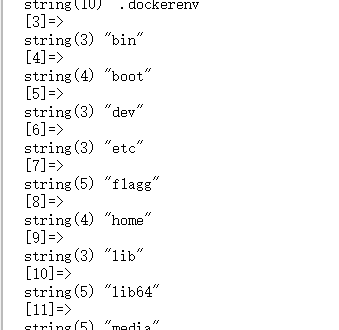 string(10) ".dockerenv
[3]=>
string(3) "bin"
[4]=>
string(4) "boot"
[5]=>
string(3) "dev"
[6]=>
string(3) "etc"
[7]=>
string(5) "flagg"
[8]=>
string(4) "home"
[9]=>
string(3) "lib"
[10]=>
string(5) "lib64"
[11]=>
string(5) "media"